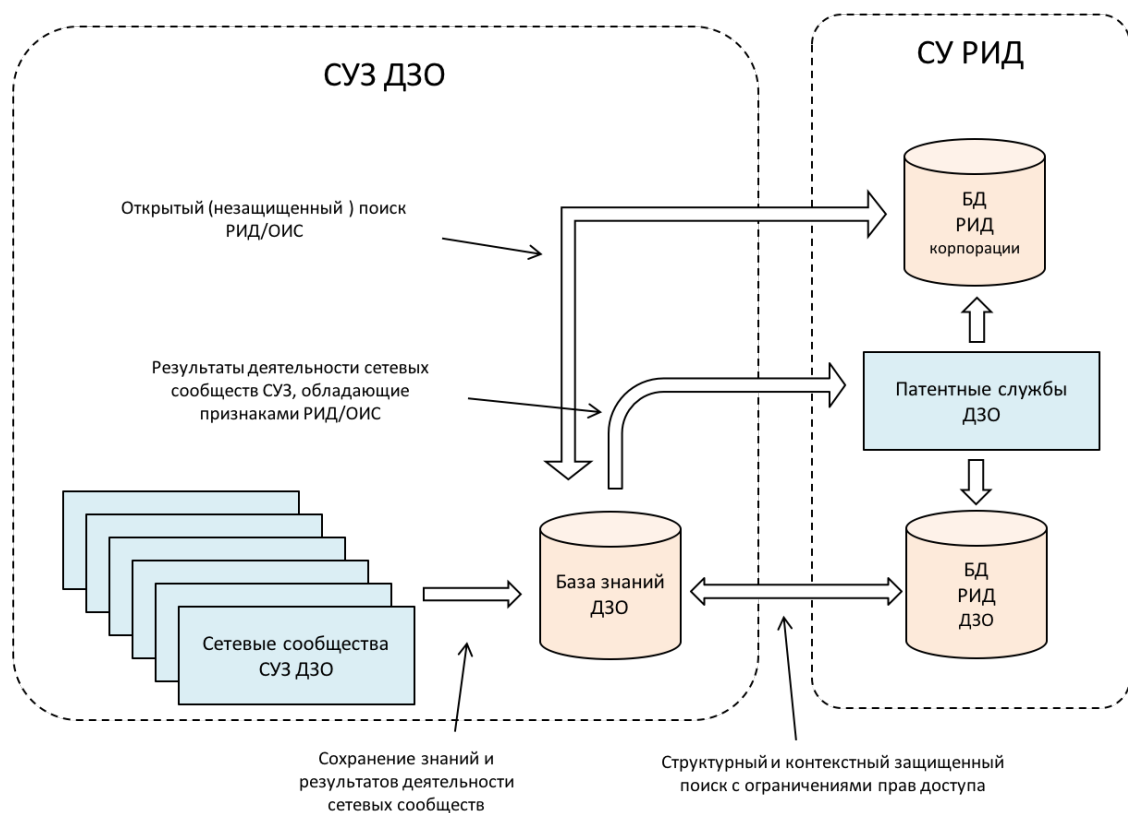 СУЗ ДЗО
СУ РИД
Открытый (незащищенный ) поиск
РИД/ОИС
БД
РИД
корпорации
Результаты деятельности сетевых
сообществ СУЗ, обладающие
признаками РИД/ОИС
Патентные службы
ДЗО
База знаний
ДЗО
БД
РИД
ДЗО
Сетевые сообщества
СУЗ ДЗО
Сохранение знаний и
результатов деятельности
сетевых сообществ
Структурный и контекстный защищенный
поиск с ограничениями прав доступа